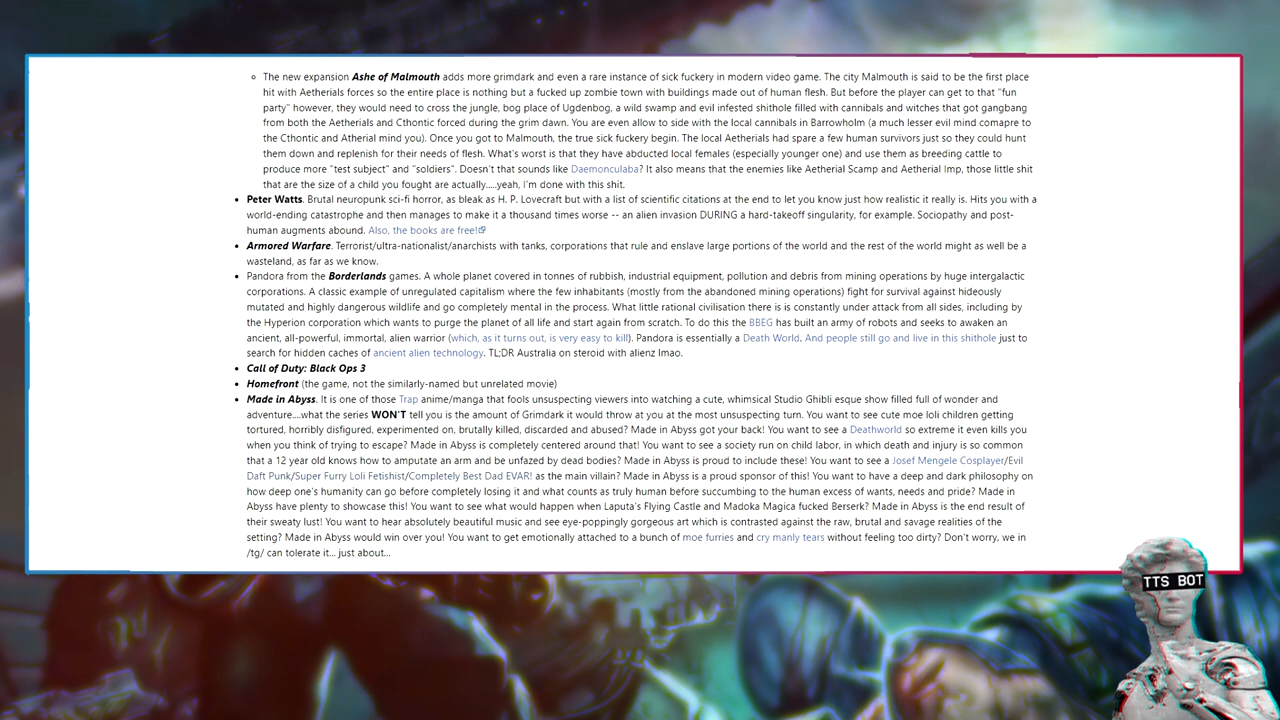 The new expansion Ashe of Malmouth adds more grimdark and even a rare instance of sick fuckery in modern video game. The city Malmouth is said to be the first place
hit with Aetherials forces so the entire place is nothing but a fucked up zombie town with buildings made out of human flesh. But before the player can get to that "fun
party" however, they would need to cross the jungle, bog place of Ugdenbog, a wild swamp and evil infested shithole filled with cannibals and witches that got gangbang
from both the Aetherials and Cthontic forced during the grim dawn. You are even allow to side with the local cannibals in Barrowholm (a much lesser evil mind comapre to
the Cthontic and Atherial mind you). Once you got to Malmouth, the true sick fuckery begin. The local Aetherials had spare a few human survivors just so they could hunt
them down and replenish for their needs of flesh. What's worst is that they have abducted local females (especially younger one) and use them as breeding cattle to
produce more "test subject" and "soldiers". Doesn't that sounds like Daemonculaba? It also means that the enemies like Aetherial Scamp and Aetherial Imp, those little shit
that are the size of a child you fought are actually.....yeah, I'm done with this shit.
Peter Watts. Brutal neuropunk sci-fi horror, as bleak as H. P. Lovecraft but with a list of scientific citations at the end to let you know just how realistic it really is. Hits you with a
world-ending catastrophe and then manages to make it a thousand times worse -- an alien invasion DURING a hard-takeoff singularity, for example. Sociopathy and post-
human augments abound. Also, the books are free!
Armored Warfare. Terrorist/ultra-nationalist/anarchists with tanks, corporations that rule and enslave large portions of the world and the rest of the world might as well be a
wasteland, as far as we know.
Pandora from the Borderlands games. A whole planet covered in tonnes of rubbish, industrial equipment, pollution and debris from mining operations by huge intergalactic
corporations. A classic example of unregulated capitalism where the few inhabitants (mostly from the abandoned mining operations) fight for survival against hideously
mutated and highly dangerous wildlife and go completely mental in the process. What little rational civilisation there is is constantly under attack from all sides, including by
the Hyperion corporation which wants to purge the planet of all life and start again from scratch. To do this the BBEG has built an army of robots and seeks to awaken an
ancient, all-powerful, immortal, alien warrior (which, as it turns out, is very easy to kill). Pandora is essentially a Death World. And people still go and live in this shithole just to
search for hidden caches of ancient alien technology. TL;DR Australia on steroid with alienz lmao.
Call of Duty: Black Ops 3
Homefront (the game, not the similarly-named but unrelated movie)
Made in Abyss. It is one of those Trap anime/manga that fools unsuspecting viewers into watching a cute, whimsical Studio Ghibli esque show filled full of wonder and
adventure....what the series WON'T tell you is the amount of Grimdark it would throw at you at the most unsuspecting turn. You want to see cute moe loli children getting
tortured, horribly disfigured, experimented on, brutally killed, discarded and abused? Made in Abyss got your back! You want to see a Deathworld so extreme it even kills you
when you think of trying to escape? Made in Abyss is completely centered around that! You want to see a society run on child labor, in which death and injury is so common
that a 12 year old knows how to amputate an arm and be unfazed by dead bodies? Made in Abyss is proud to include these! You want to see a Josef Mengele Cosplayer/Evil
Daft Punk/Super Furry Loli Fetishist/Completely Best Dad EVAR! as the main villain? Made in Abyss is a proud sponsor of this! You want to have a deep and dark philosophy on
how deep one's humanity can go before completely losing it and what counts as truly human before succumbing to the human excess of wants, needs and pride? Made in
Abyss have plenty to showcase this! You want to see what would happen when Laputa's Flying Castle and Madoka Magica fucked Berserk? Made in Abyss is the end result of
their sweaty lust! You want to hear absolutely beautiful music and see eye-poppingly gorgeous art which is contrasted against the raw, brutal and savage realities of the
setting? Made in Abyss would win over you! You want to get emotionally attached to a bunch of moe furries and cry manly tears without feeling too dirty? Don't worry, we in
/tg/ can tolerate it... just about...
TTS BOT